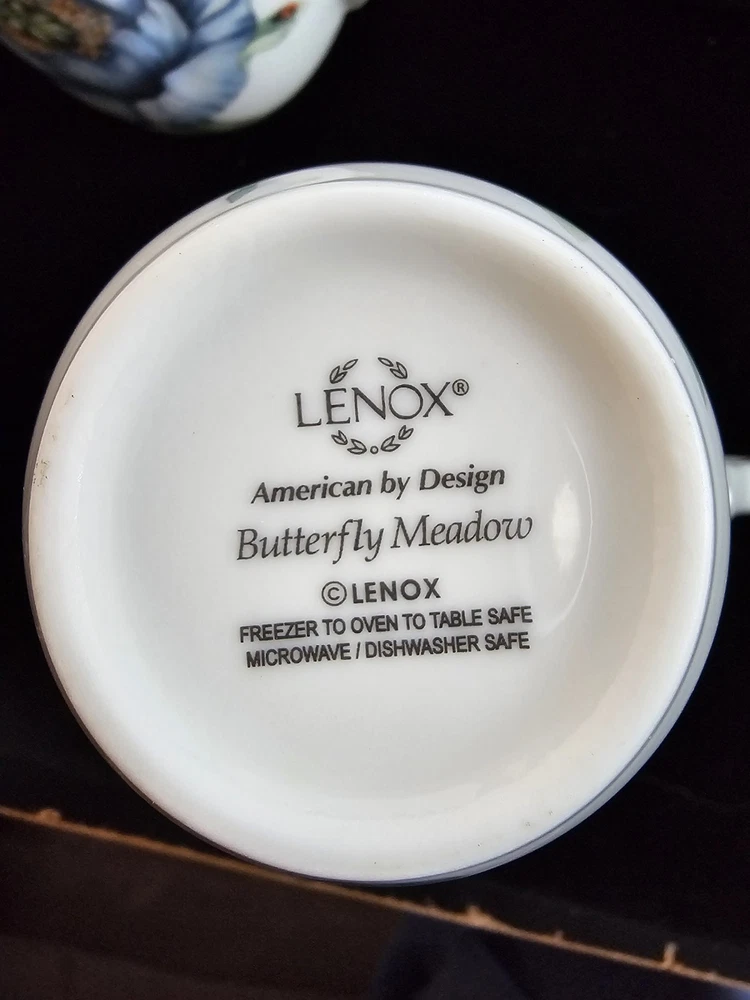 LENOX®
American by Design
Butterfly Meadow
©LENOX
FREEZER TO OVEN TO TABLE SAFE
MICROWAVE / DISHWASHER SAFE